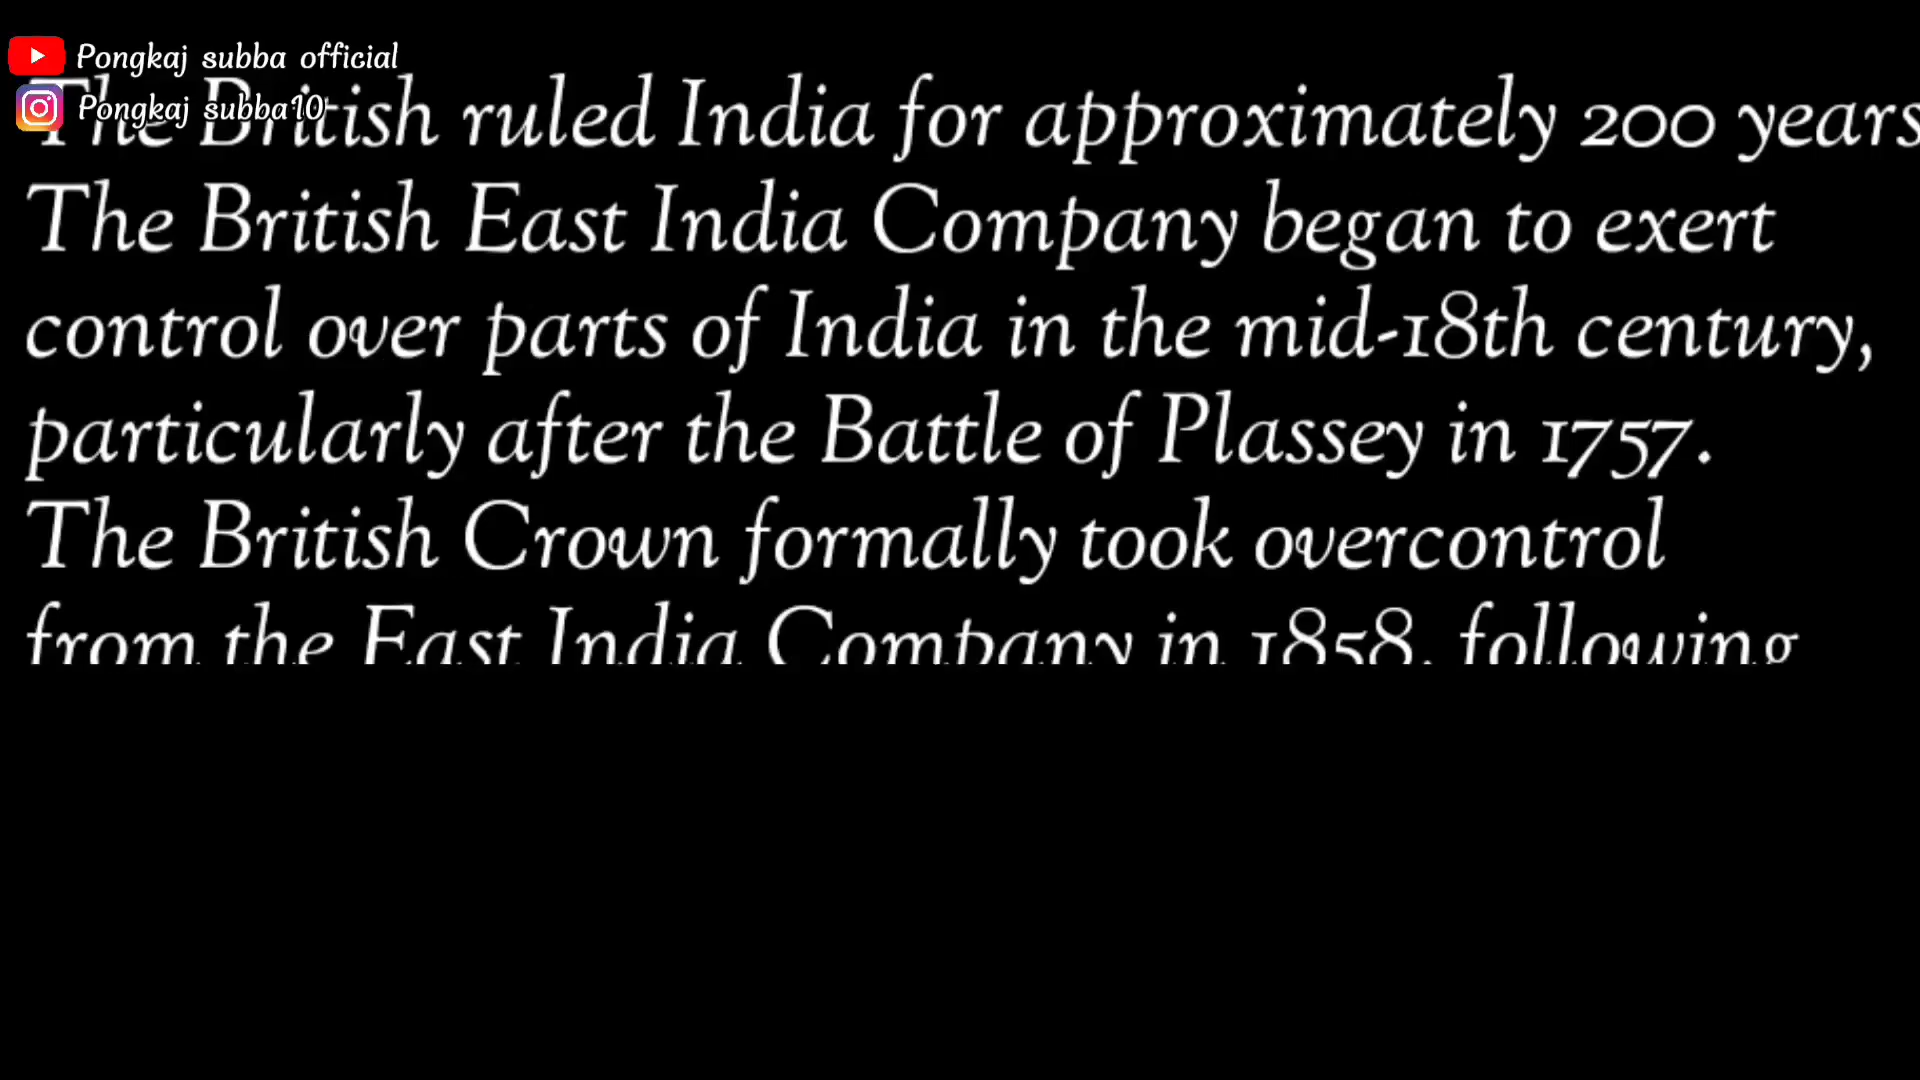 Pongkaj subba official
Pongkaj subba10
The British ruled India for approximately 200 years
The British East India Company began to exert
control over parts of India in the mid-18th century,
particularly after the Battle of Plassey in 1757.
The British Crown formally took overcontrol
from the East India Company in 1858, following